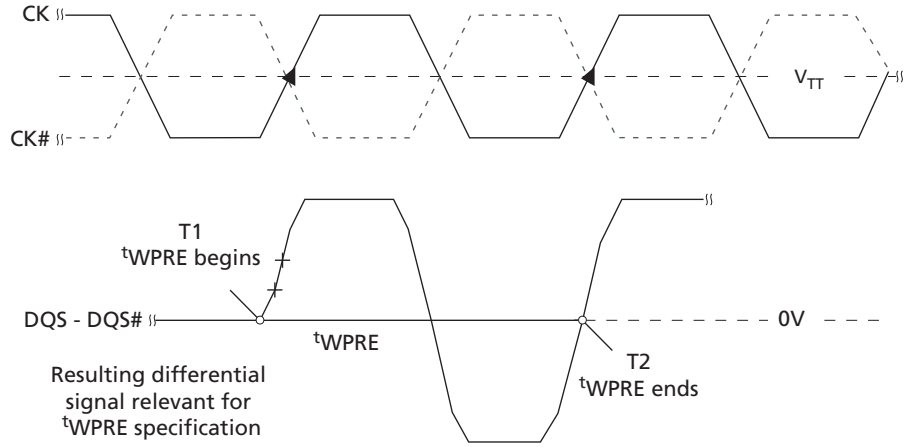 CK
V_TT
CK#
T1
tWPRE begins
DQS - DQS#
0V
tWPRE
T2
tWPRE ends
Resulting differential
signal relevant for
tWPRE specification